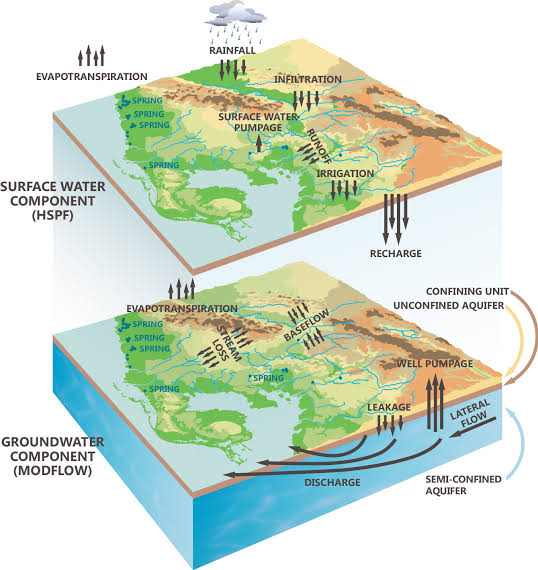 RAINFALL
EVAPOTRANSPIRATION
INFILTRATION
SPRING
SPRING
SPRING
SURFACE WATER
PUMPAGE
RUNOFF
SPRING
IRRIGATION
SURFACE WATER
COMPONENT
(HSPF)
RECHARGE
CONFINING UNIT
UNCONFINED AQUIFER
EVAPOTRANSPIRATION
SPRING
SPRING
SPRING
STREAM
LOSS
BASEFLOW
WELL PUMPAGE
SPRING
SPRING
LEAKAGE
LATERAL
FLOW
GROUNDWATER
COMPONENT
(MODFLOW)
DISCHARGE
SEMI-CONFINED
AQUIFER